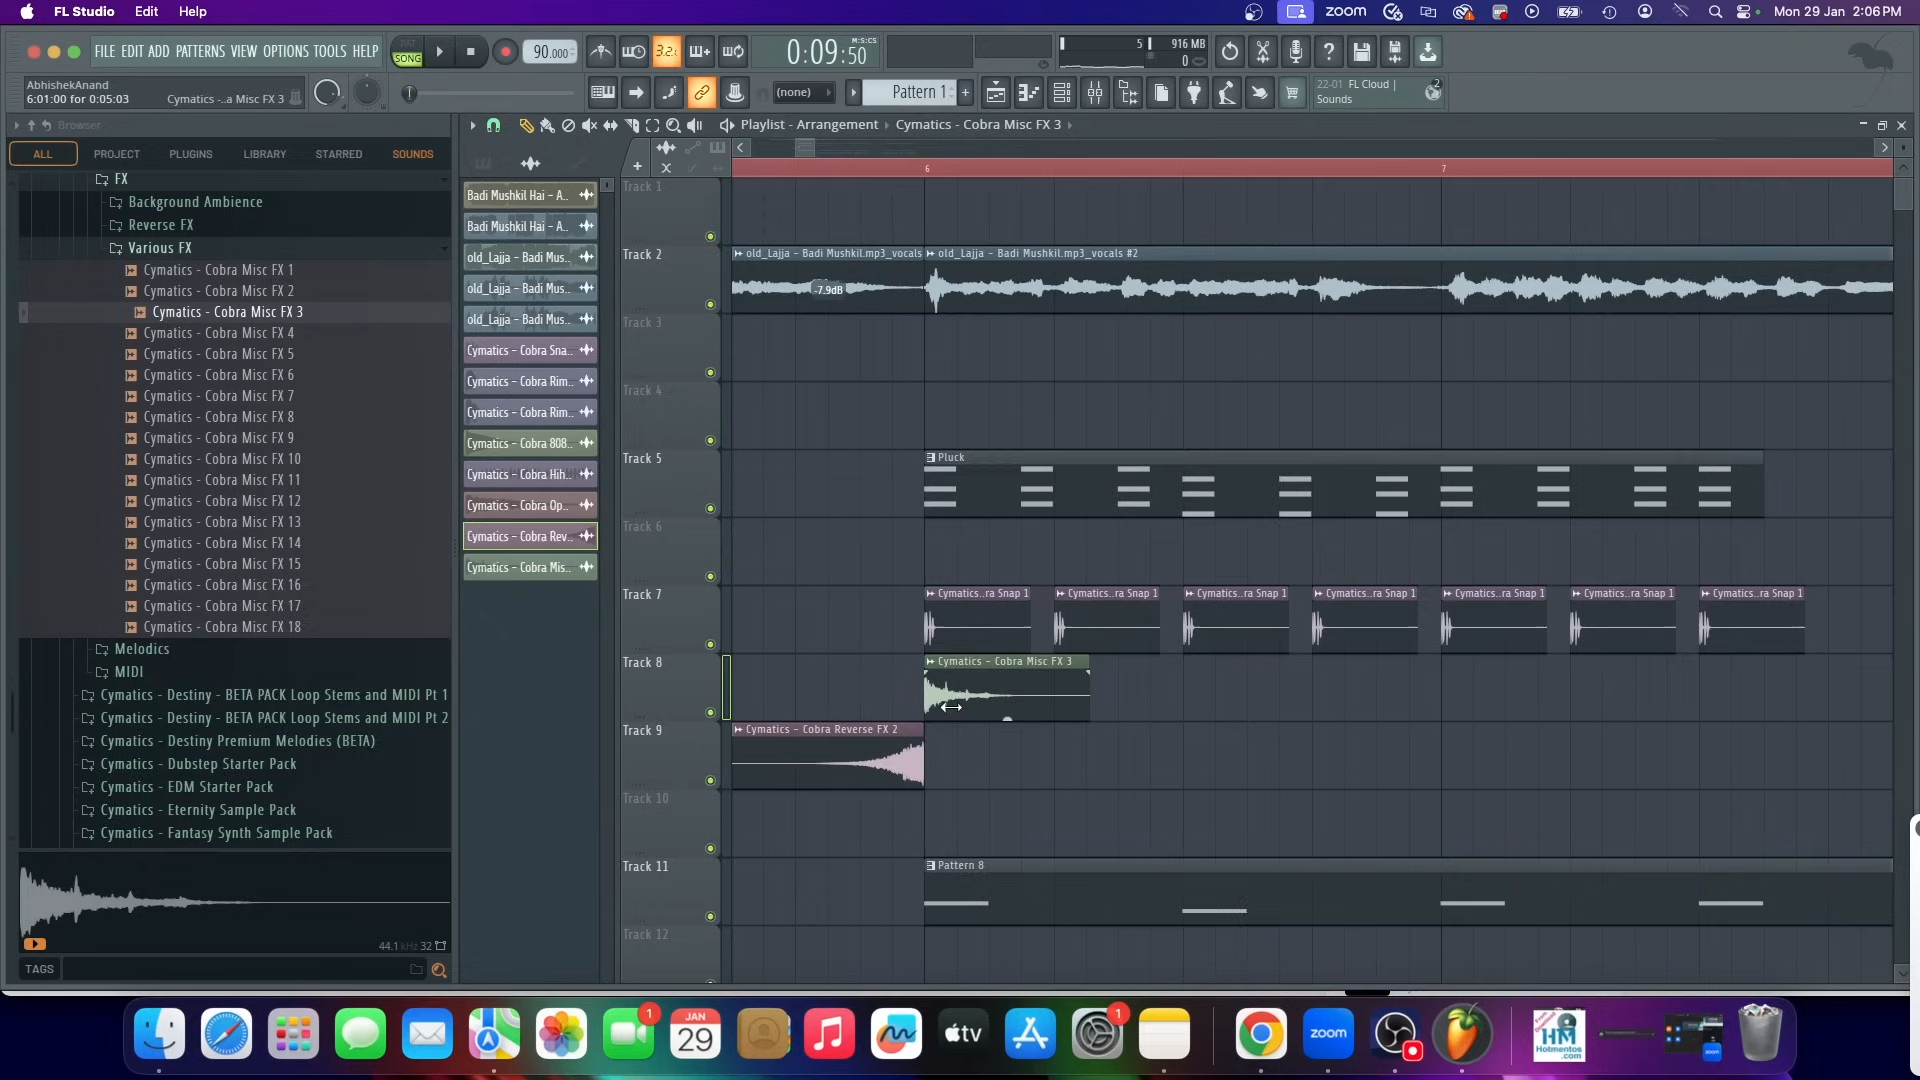 FL Studio Edit Help
zoom
Mon 29 Jan 2:06 PM
FILE EDIT ADD PATTERNS VIEW OPTIONS TOOLS HELP
PAT
SONG
90.000
3.2.
0:09:50
M:S:CS
5
916 MB
0
AbhishekAnand
6:01:00 for 0:05:03
Cymatics -..a Misc FX 3
(none)
Pattern 1
22-01 FL Cloud |
Sounds
2
Browser
Playlist - Arrangement
Cymatics - Cobra Misc FX 3
ALL
PROJECT
PLUGINS
LIBRARY
STARRED
SOUNDS
FX
Background Ambience
Reverse FX
Various FX
Cymatics - Cobra Misc FX 1
Cymatics - Cobra Misc FX 2
Cymatics - Cobra Misc FX 3
Cymatics - Cobra Misc FX 4
Cymatics - Cobra Misc FX 5
Cymatics - Cobra Misc FX 6
Cymatics - Cobra Misc FX 7
Cymatics - Cobra Misc FX 8
Cymatics - Cobra Misc FX 9
Cymatics - Cobra Misc FX 10
Cymatics - Cobra Misc FX 11
Cymatics - Cobra Misc FX 12
Cymatics - Cobra Misc FX 13
Cymatics - Cobra Misc FX 14
Cymatics - Cobra Misc FX 15
Cymatics - Cobra Misc FX 16
Cymatics - Cobra Misc FX 17
Cymatics - Cobra Misc FX 18
Melodics
MIDI
Cymatics - Destiny - BETA PACK Loop Stems and MIDI Pt 1
Cymatics - Destiny - BETA PACK Loop Stems and MIDI Pt 2
Cymatics - Destiny Premium Melodies (BETA)
Cymatics - Dubstep Starter Pack
Cymatics - EDM Starter Pack
Cymatics - Eternity Sample Pack
Cymatics - Fantasy Synth Sample Pack
44.1 kHz 32
TAGS
Badi Mushkil Hai - A..
Badi Mushkil Hai - A..
old_Lajja - Badi Mus..
old_Lajja - Badi Mus..
old_Lajja - Badi Mus..
Cymatics - Cobra Sna..
Cymatics - Cobra Rim..
Cymatics - Cobra Rim..
Cymatics - Cobra 808..
Cymatics - Cobra Hih..
Cymatics - Cobra Op..
Cymatics - Cobra Rev..
Cymatics - Cobra Mis..
6
7
Track 1
Track 2
old_Lajja - Badi Mushkil.mp3_vocals
old_Lajja - Badi Mushkil.mp3_vocals #2
-7.9dB
Track 3
Track 4
Track 5
Pluck
Track 6
Track 7
Cymatics..ra Snap 1
Cymatics..ra Snap 1
Cymatics..ra Snap 1
Cymatics..ra Snap 1
Cymatics..ra Snap 1
Cymatics..ra Snap 1
Cymatics..ra Snap 1
Track 8
Cymatics - Cobra Misc FX 3
Track 9
Cymatics - Cobra Reverse FX 2
Track 10
Track 11
Pattern 8
Track 12
1
JAN
29
tv
1
zoom
HM
Hotmentos
.com
zoom